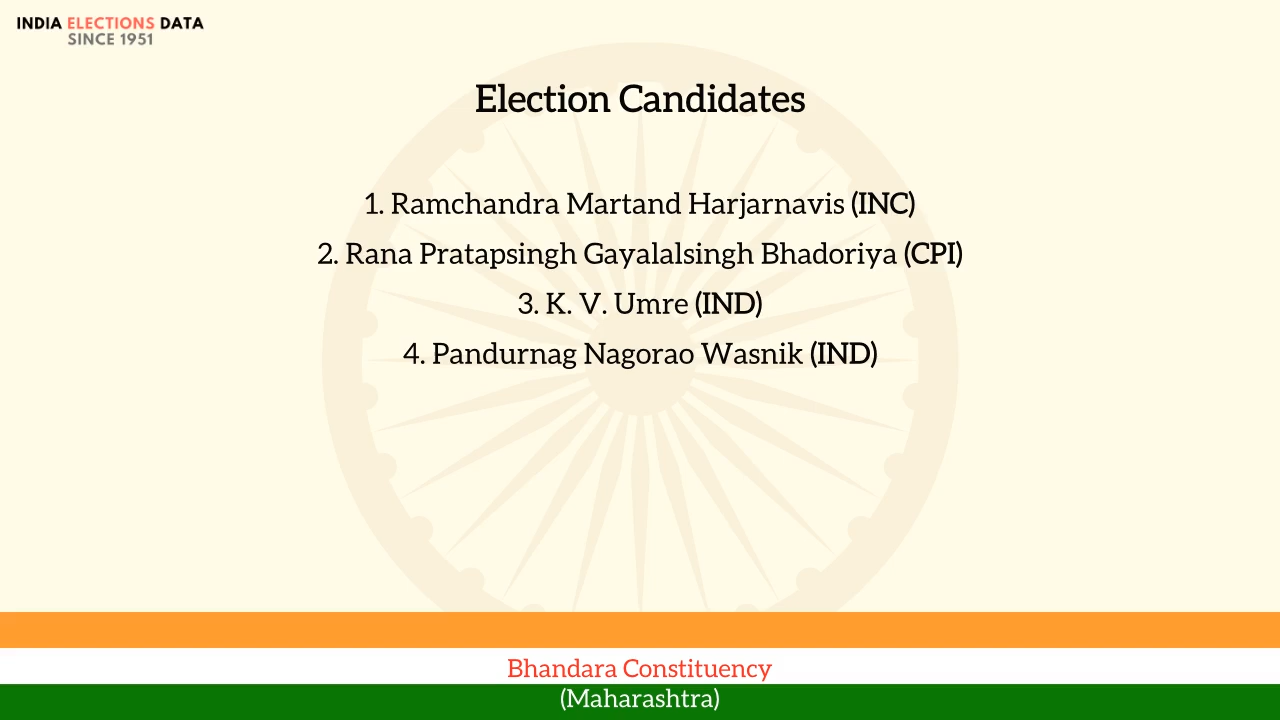 INDIA ELECTIONS DATA
SINCE 1951
Election Candidates
1. Ramchandra Martand Harjarnavis (INC)
2. Rana Pratapsingh Gayalalsingh Bhadoriya (CPI)
3. K. V. Umre (IND)
4. Pandurnag Nagorao Wasnik (IND)
Bhandara Constituency
(Maharashtra)